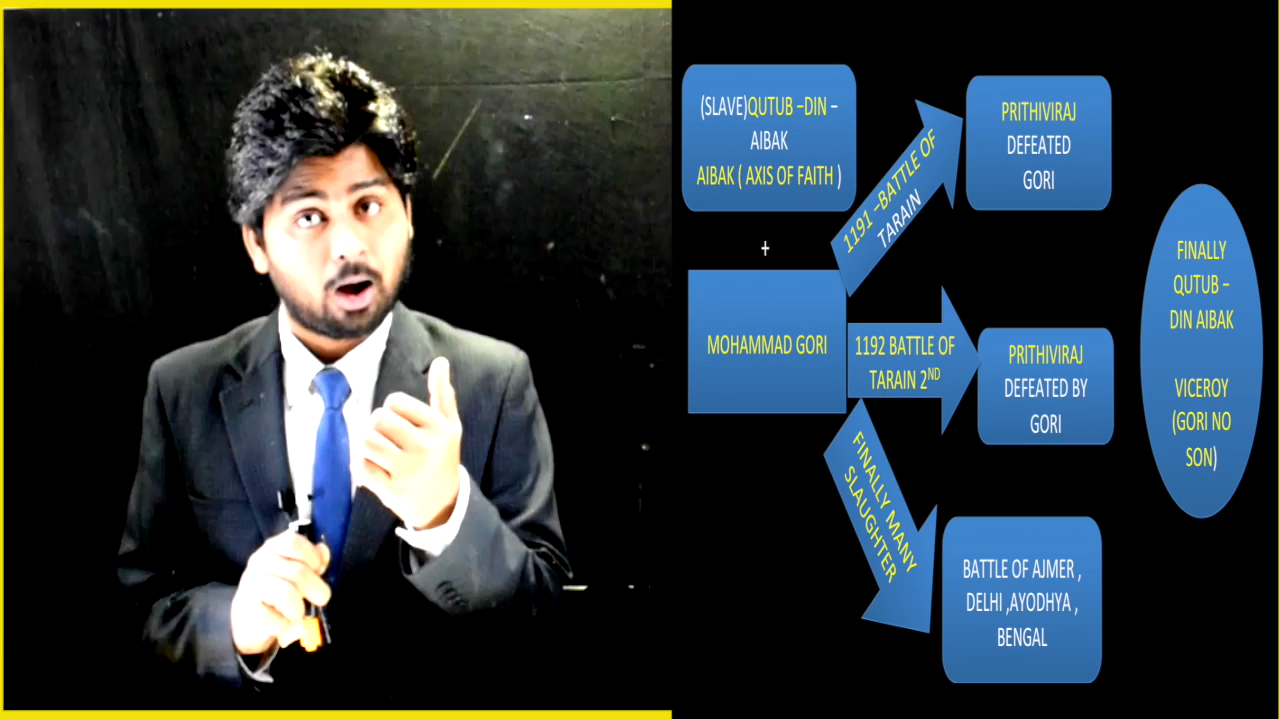 (SLAVE)QUTUB –DIN –
AIBAK
AIBAK ( AXIS OF FAITH )
+
MOHAMMAD GORI
1191 –BATTLE OF
TARAIN
PRITHIVIRAJ
DEFEATED
GORI
1192 BATTLE OF
TARAIN 2ND
PRITHIVIRAJ
DEFEATED BY
GORI
FINALLY MANY
SLAUGHTER
BATTLE OF AJMER ,
DELHI ,AYODHYA ,
BENGAL
FINALLY
QUTUB –
DIN AIBAK
VICEROY
(GORI NO
SON)